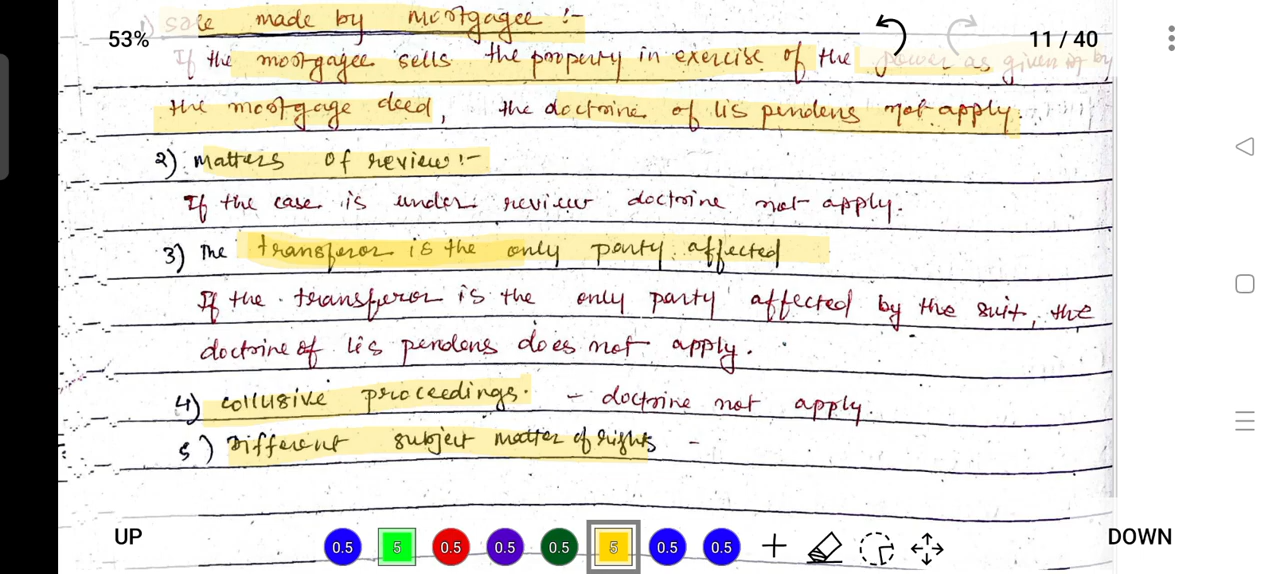 1) sale made by mortgagee :-
53%
11 / 40
If the mortgagee sells the property in exercise of the power as given by
the mortgage deed, the doctrine of lis pendens not apply.
2) Matters of review :-
If the case is under review doctrine not apply.
3) The transferor is the only party affected
If the transferor is the only party affected by the suit, the
doctrine of lis pendens does not apply.
4) collusive proceedings. - doctrine not apply.
5) Different subject matter of rights -
UP
0.5 5 0.5 0.5 0.5 5 0.5 0.5
DOWN